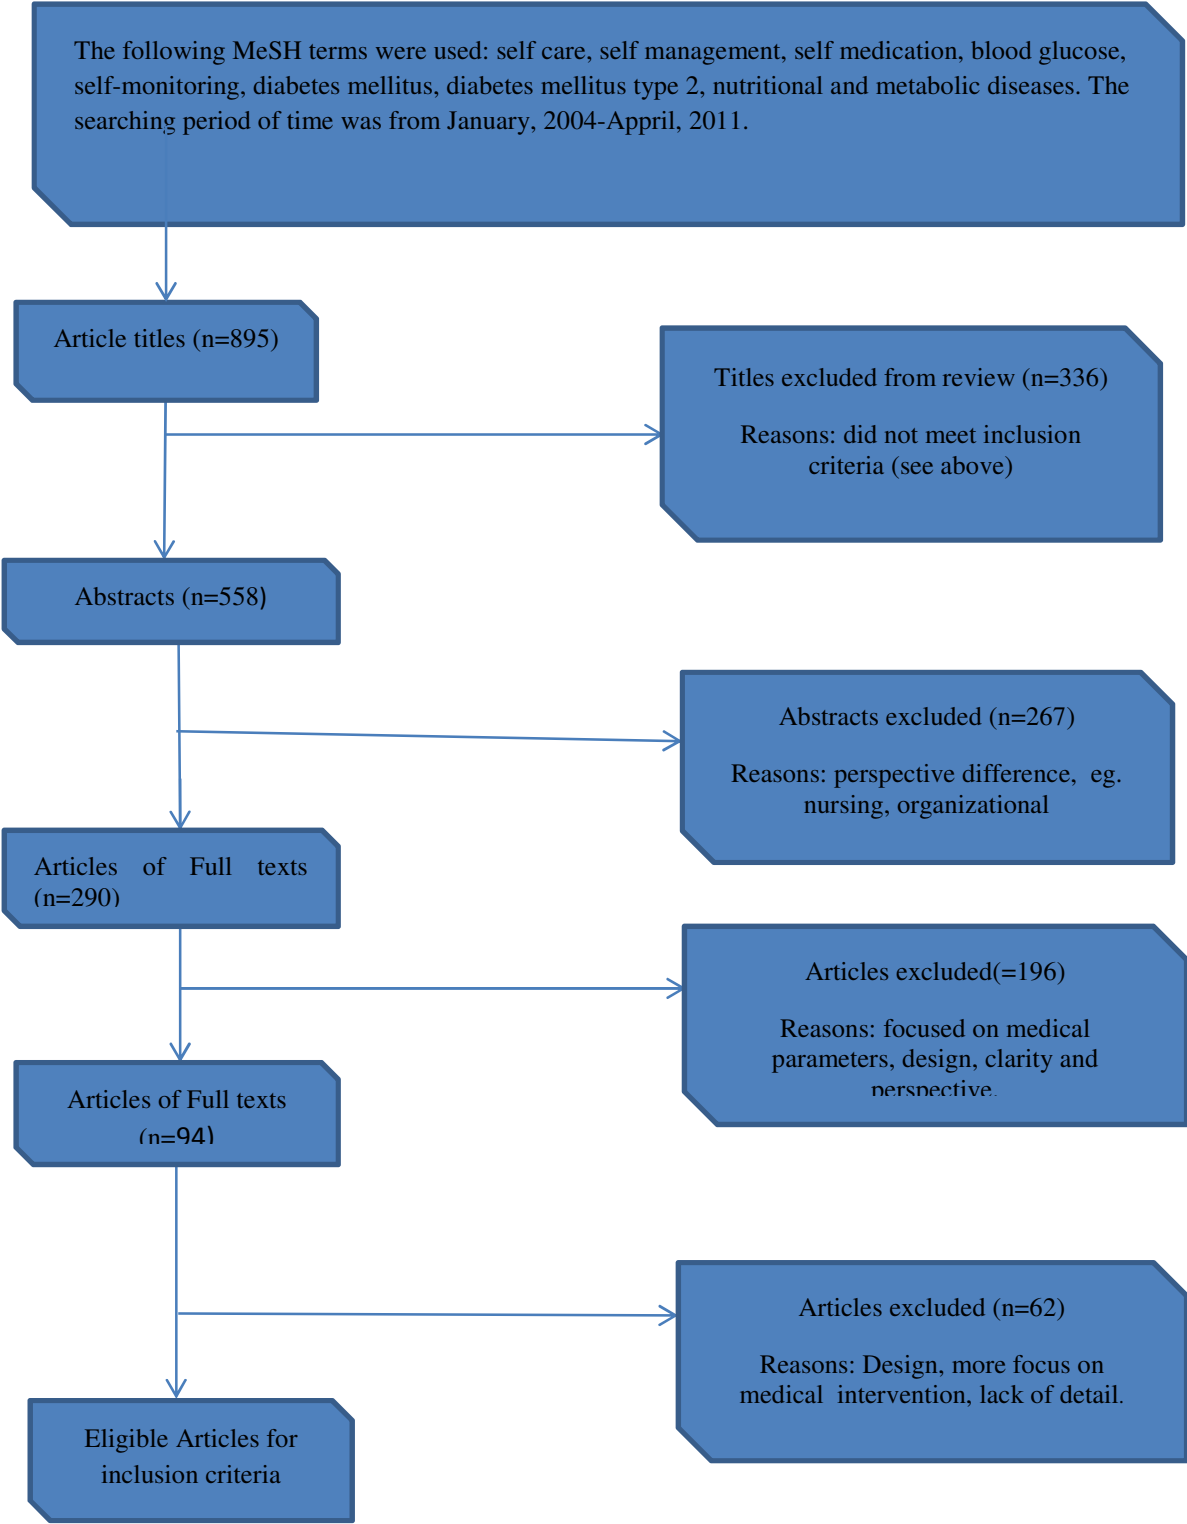 The following MeSH terms were used: self care, self management, self medication, blood glucose,
self-monitoring, diabetes mellitus, diabetes mellitus type 2, nutritional and metabolic diseases. The
searching period of time was from January, 2004-Appril, 2011.
Article titles (n=895)
Titles excluded from review (n=336)
Reasons: did not meet inclusion
criteria (see above)
Abstracts (n=558)
Abstracts excluded (n=267)
Reasons: perspective difference, eg.
nursing, organizational
Articles of Full texts
(n=290)
Articles excluded(=196)
Reasons: focused on medical
parameters, design, clarity and
perspective.
Articles of Full texts
(n=94)
Articles excluded (n=62)
Reasons: Design, more focus on
medical intervention, lack of detail.
Eligible Articles for
inclusion criteria